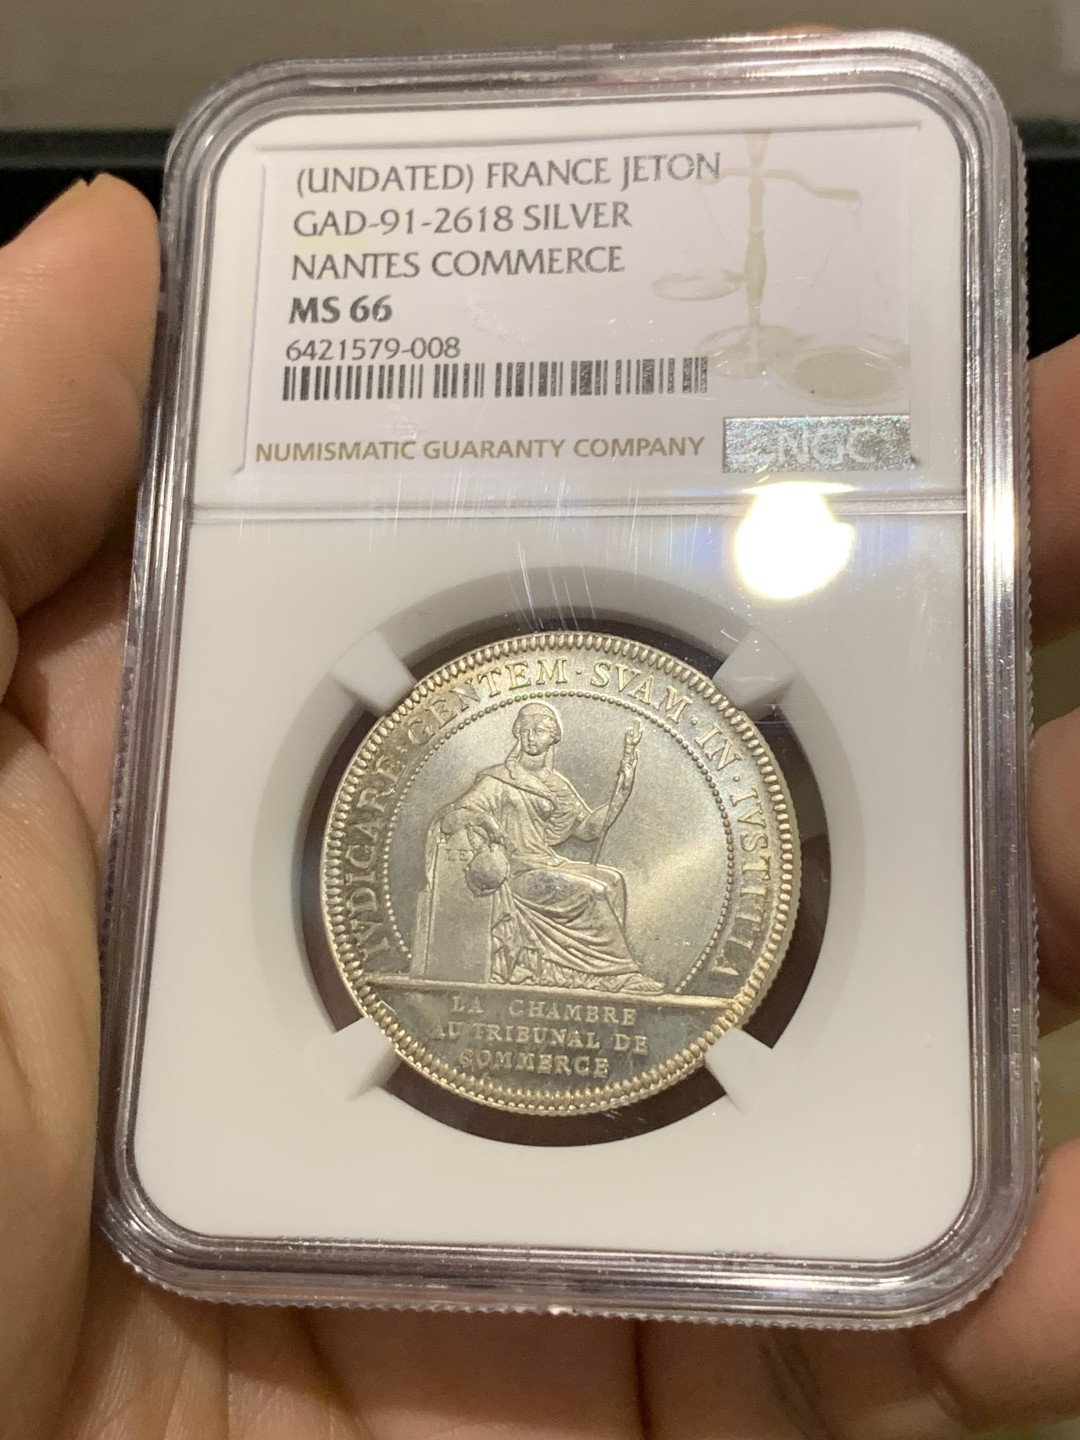 (UNDATED) FRANCE JETON
GAD-91-2618 SILVER
NANTES COMMERCE
MS 66
6421579-008
NUMISMATIC GUARANTY COMPANY
NGC
IVDICARE·GENTEM·SVAM·IN·IVSTITIA
LE
LA CHAMBRE
AU TRIBUNAL DE
COMMERCE